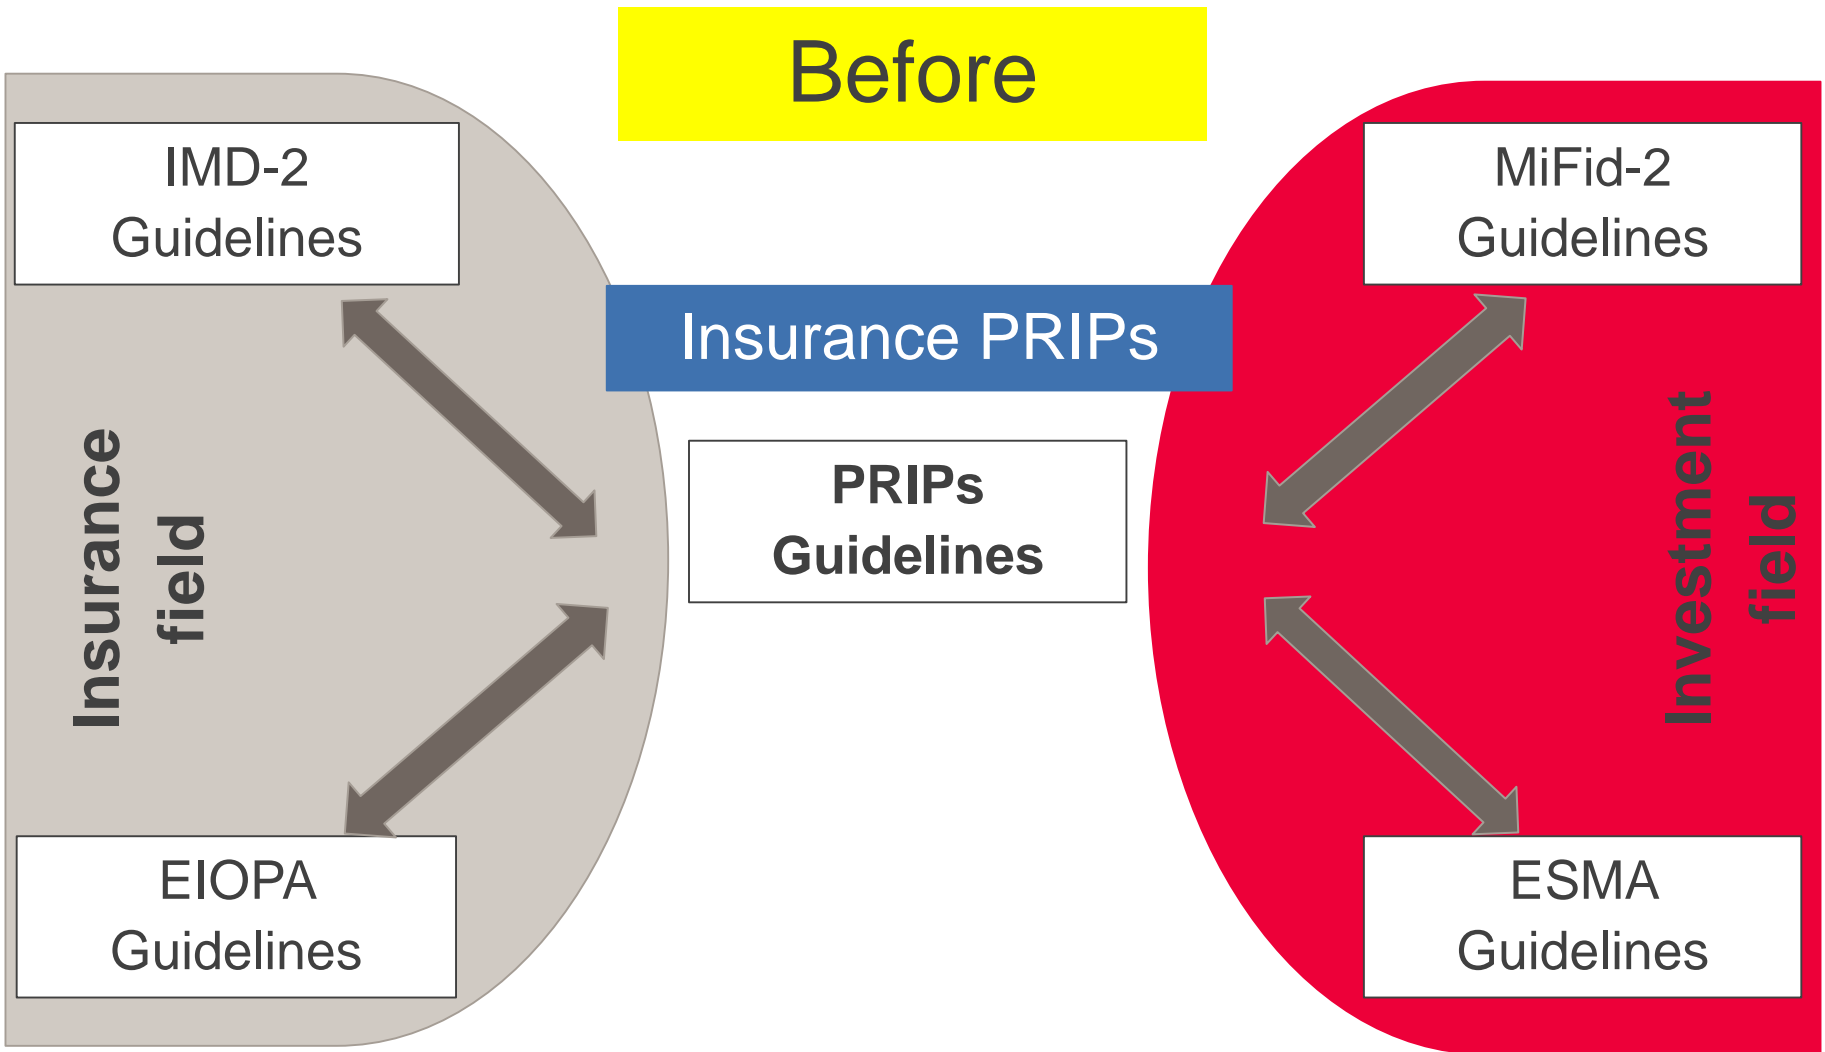 Before
IMD-2
Guidelines
MiFid-2
Guidelines
Insurance PRIPs
Insurance
field
PRIPs
Guidelines
Investment
field
EIOPA
Guidelines
ESMA
Guidelines